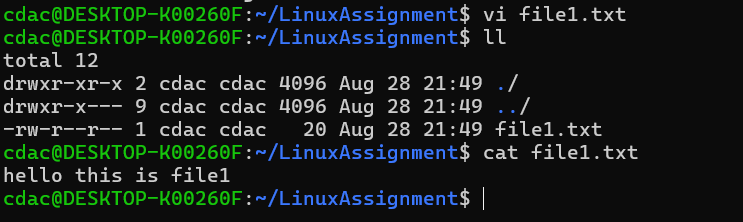 cdac@DESKTOP-K00260F:~/LinuxAssignment$ vi file1.txt
cdac@DESKTOP-K00260F:~/LinuxAssignment$ ll
total 12
drwxr-xr-x 2 cdac cdac 4096 Aug 28 21:49 ./
drwxr-x--- 9 cdac cdac 4096 Aug 28 21:49 ../
-rw-r--r-- 1 cdac cdac   20 Aug 28 21:49 file1.txt
cdac@DESKTOP-K00260F:~/LinuxAssignment$ cat file1.txt
hello this is file1
cdac@DESKTOP-K00260F:~/LinuxAssignment$